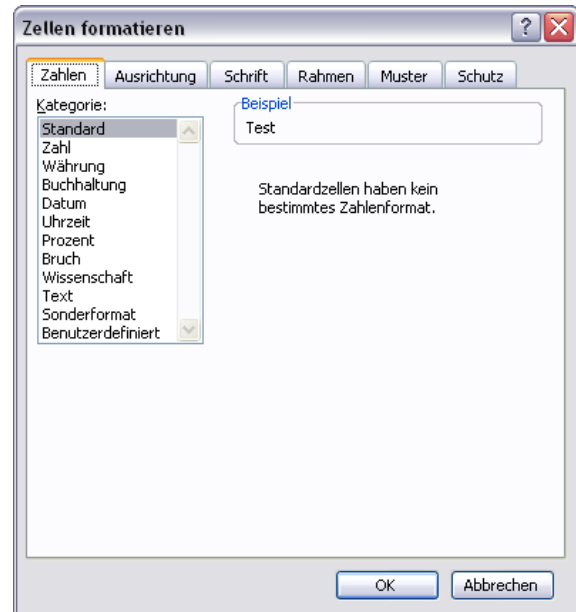 Zellen formatieren
Zahlen Ausrichtung Schrift Rahmen Muster Schutz
Kategorie:
Standard
Zahl
Währung
Buchhaltung
Datum
Uhrzeit
Prozent
Bruch
Wissenschaft
Text
Sonderformat
Benutzerdefiniert
Beispiel
Test
Standardzellen haben kein
bestimmtes Zahlenformat.
OK Abbrechen